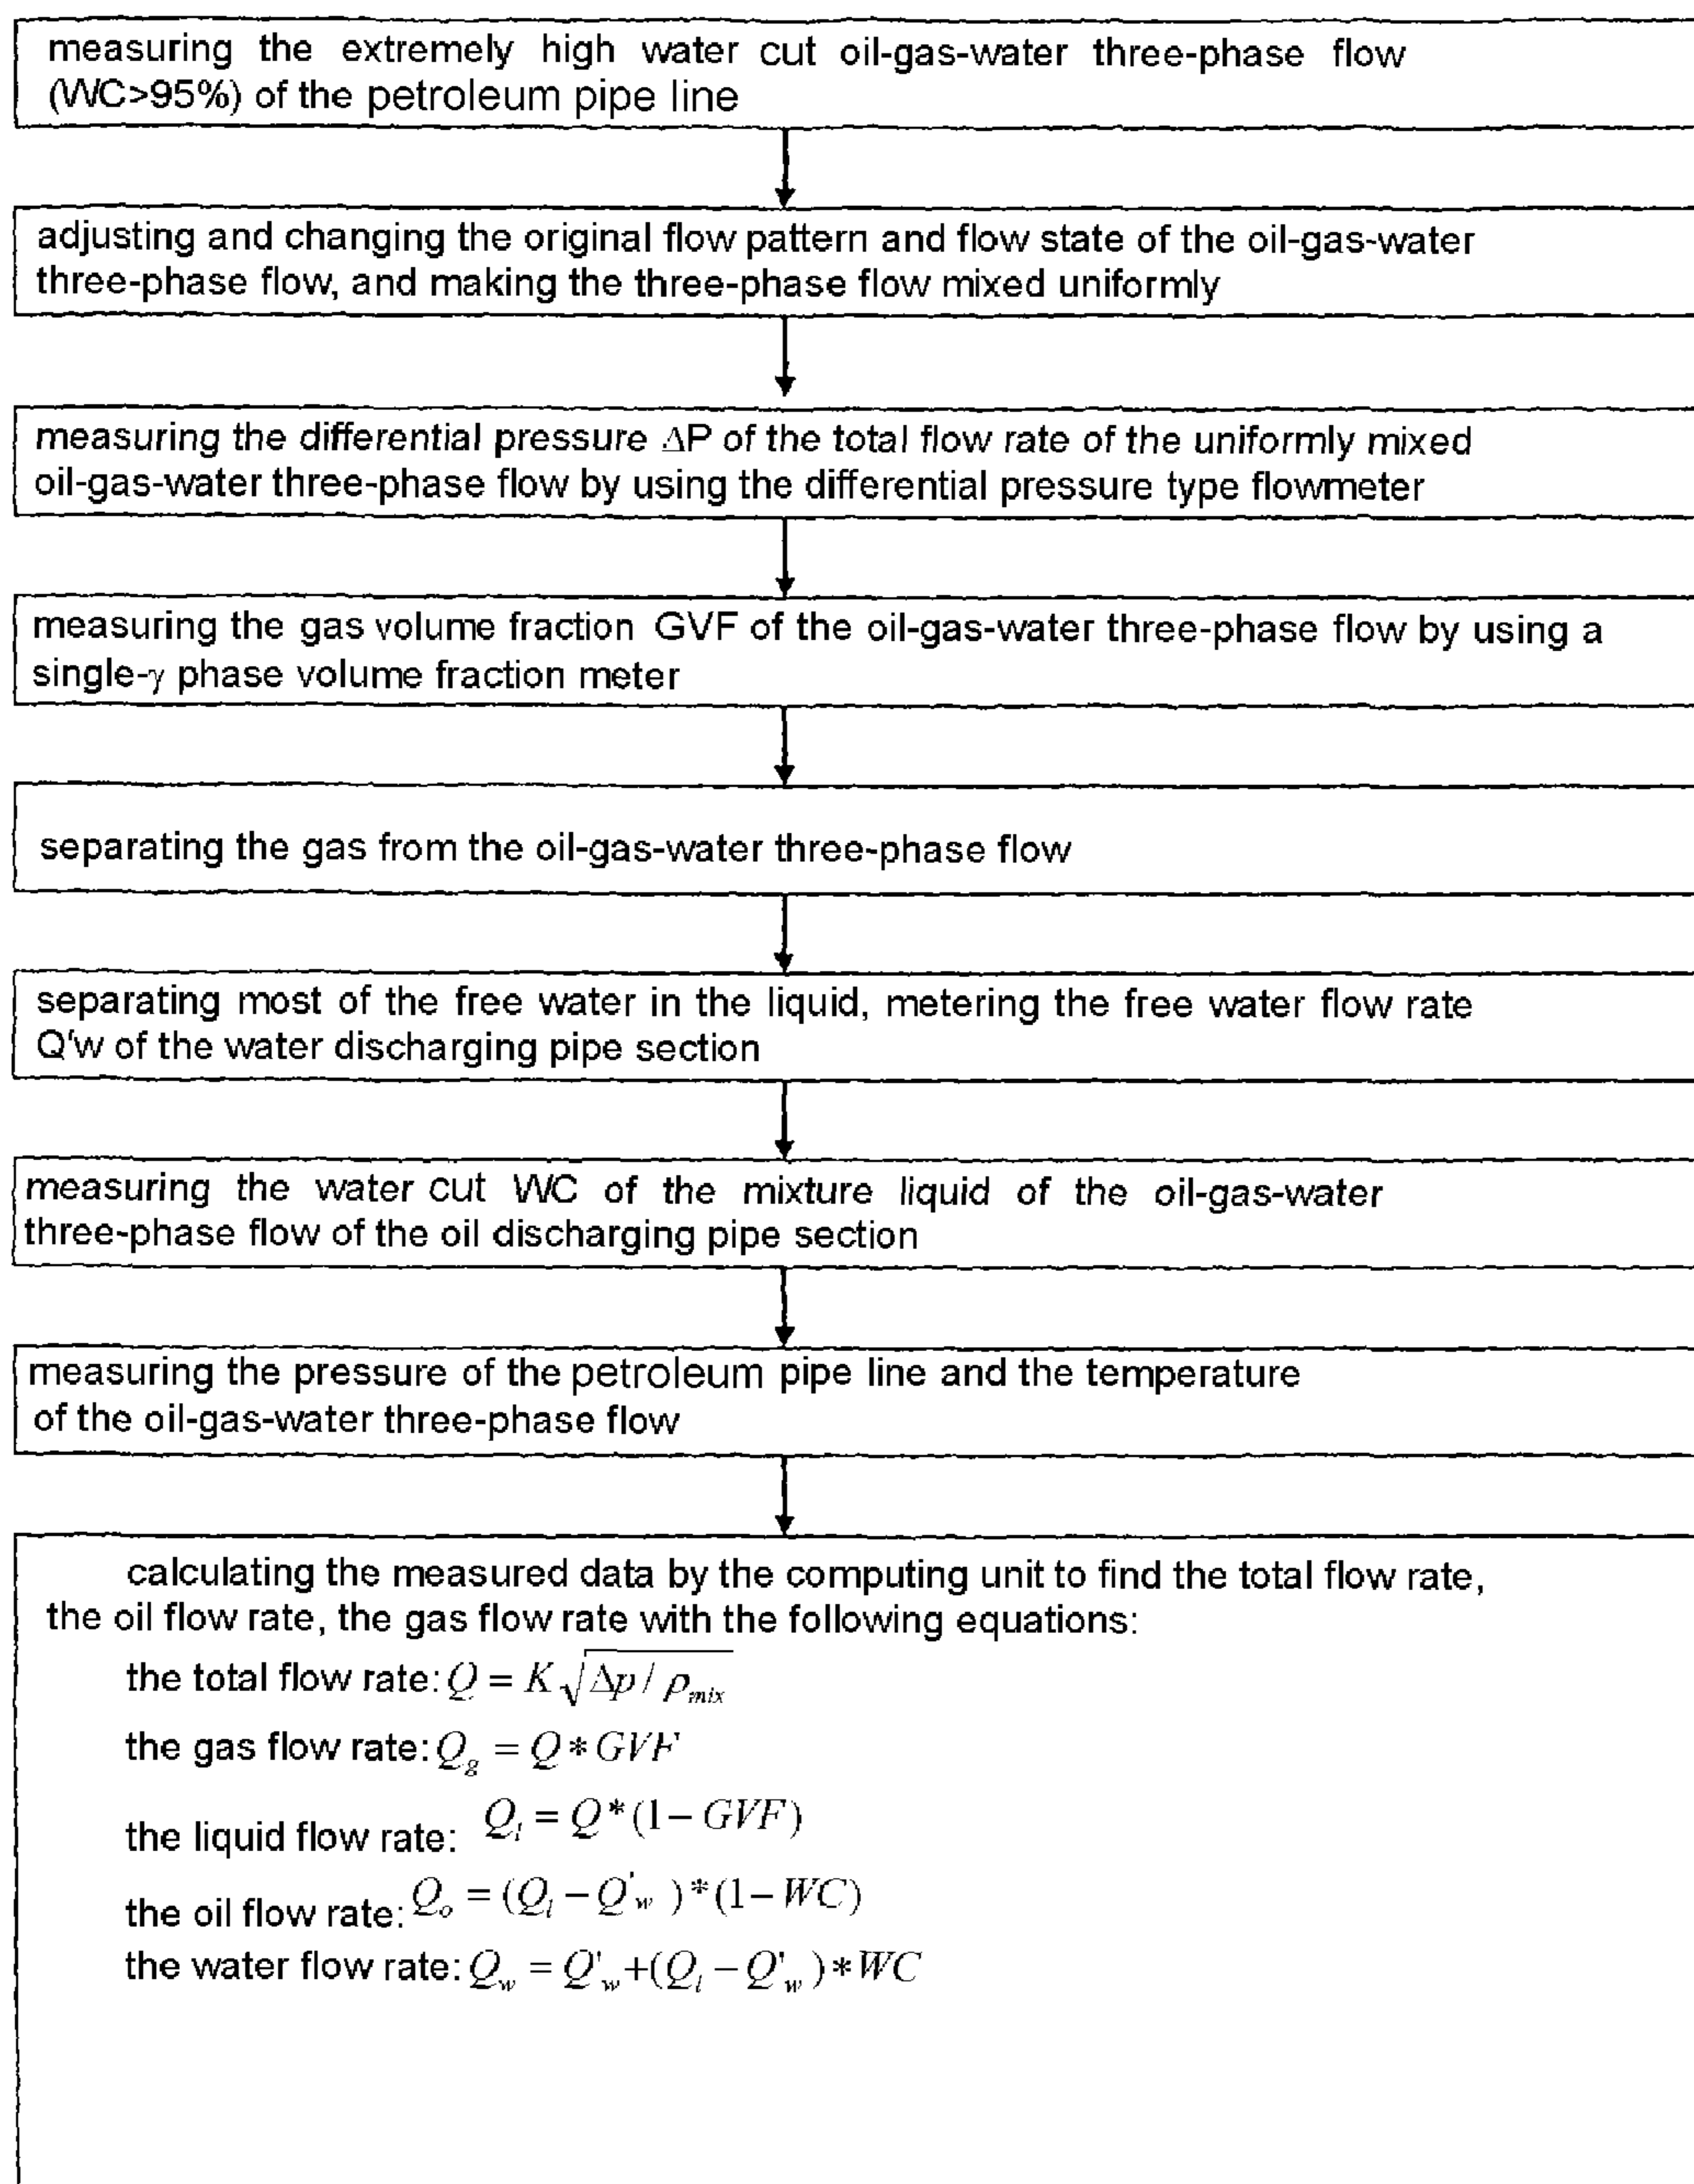 measuring the extremely high water cut oil-gas-water three-phase flow
(WC>95%) of the petroleum pipe line
adjusting and changing the original flow pattern and flow state of the oil-gas-water
three-phase flow, and making the three-phase flow mixed uniformly
measuring the differential pressure ΔP of the total flow rate of the uniformly mixed
oil-gas-water three-phase flow by using the differential pressure type flowmeter
measuring the gas volume fraction GVF of the oil-gas-water three-phase flow by using a
single-γ phase volume fraction meter
separating the gas from the oil-gas-water three-phase flow
separating most of the free water in the liquid, metering the free water flow rate
Q'w of the water discharging pipe section
measuring the water cut WC of the mixture liquid of the oil-gas-water
three-phase flow of the oil discharging pipe section
measuring the pressure of the petroleum pipe line and the temperature
of the oil-gas-water three-phase flow
calculating the measured data by the computing unit to find the total flow rate,
the oil flow rate, the gas flow rate with the following equations:
the total flow rate: Q = K√(Δp / ρ_mix)
the gas flow rate: Q_g = Q * GVF
the liquid flow rate: Q_l = Q * (1 − GVF)
the oil flow rate: Q_o = (Q_l − Q'_w) * (1 − WC)
the water flow rate: Q_w = Q'_w + (Q_l − Q'_w) * WC